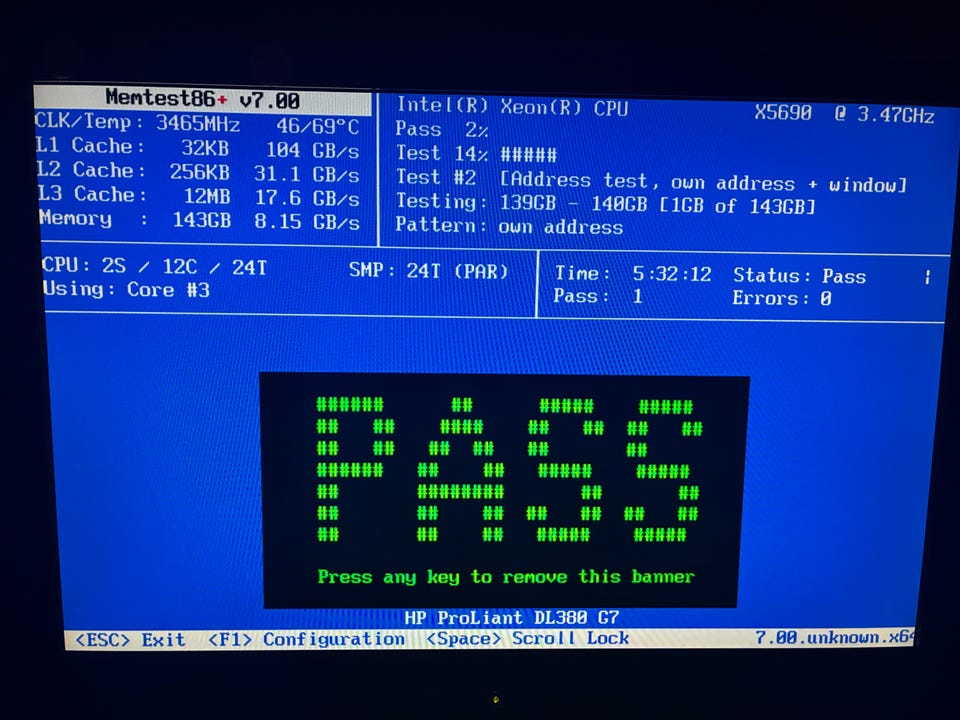 Memtest86+ v7.00
CLK/Temp: 3465MHz 46/69°C
L1 Cache: 32KB 104 GB/s
L2 Cache: 256KB 31.1 GB/s
L3 Cache: 12MB 17.6 GB/s
Memory : 143GB 8.15 GB/s
Intel(R) Xeon(R) CPU X5690 @ 3.47GHz
Pass 2%
Test 14% #####
Test #2 [Address test, own address + window]
Testing: 139GB - 140GB [1GB of 143GB]
Pattern: own address
CPU: 2S / 12C / 24T SMP: 24T (PAR)
Using: Core #3
Time: 5:32:12 Status: Pass
Pass: 1 Errors: 0
PASS
Press any key to remove this banner
HP ProLiant DL380 G7
<ESC> Exit <F1> Configuration <Space> Scroll Lock 7.00.unknown.x64